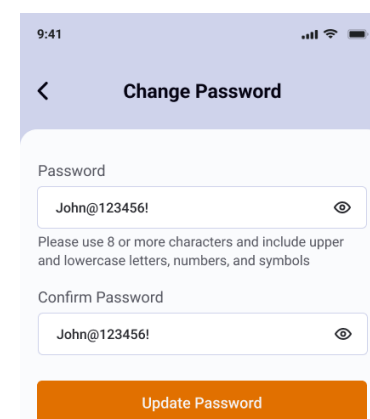 9:41
Change Password
Password
John@123456!
Please use 8 or more characters and include upper
and lowercase letters, numbers, and symbols
Confirm Password
John@123456!
Update Password